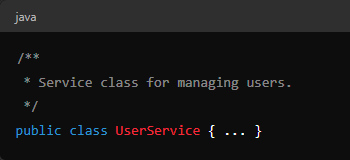 java
/**
 * Service class for managing users.
 */
public class UserService { ... }